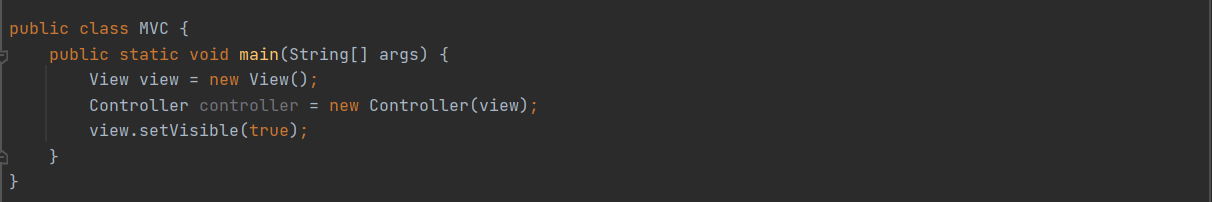 public class MVC {
    public static void main(String[] args) {
        View view = new View();
        Controller controller = new Controller(view);
        view.setVisible(true);
    }
}